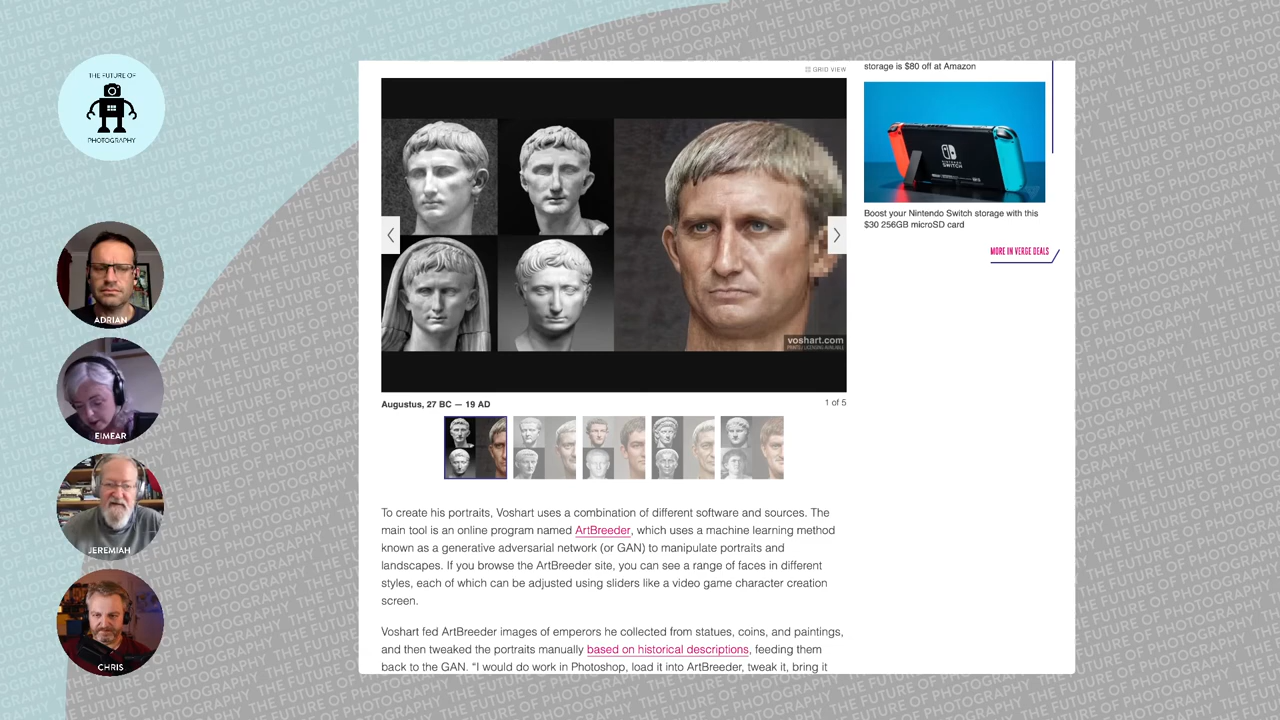 THE FUTURE OF
PHOTOGRAPHY
ADRIAN
EIMEAR
JEREMIAH
CHRIS
GRID VIEW
voshart.com
Augustus, 27 BC — 19 AD
1 of 5
To create his portraits, Voshart uses a combination of different software and sources. The
main tool is an online program named ArtBreeder, which uses a machine learning method
known as a generative adversarial network (or GAN) to manipulate portraits and
landscapes. If you browse the ArtBreeder site, you can see a range of faces in different
styles, each of which can be adjusted using sliders like a video game character creation
screen.
Voshart fed ArtBreeder images of emperors he collected from statues, coins, and paintings,
and then tweaked the portraits manually based on historical descriptions, feeding them
back to the GAN. “I would do work in Photoshop, load it into ArtBreeder, tweak it, bring it
storage is $80 off at Amazon
NINTENDO
SWITCH
Boost your Nintendo Switch storage with this
$30 256GB microSD card
MORE IN VERGE DEALS
THE FUTURE OF PHOTOGRAPHY